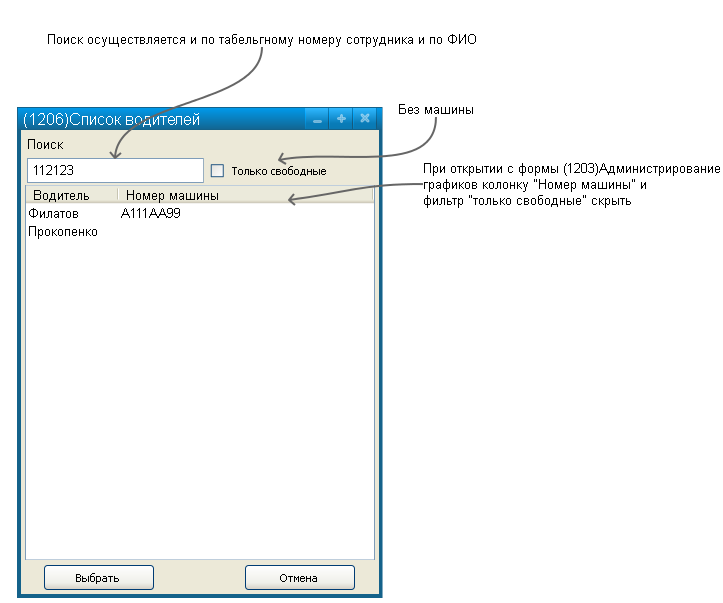 Поиск осуществляется и по табельгному номеру сотрудника и по ФИО
(1206)Список водителей
Без машины
Поиск
112123
Только свободные
При открытии с формы (1203)Администрирование
графиков колонку "Номер машины" и
фильтр "только свободные" скрыть
Водитель Номер машины
Филатов А111АА99
Прокопенко
Выбрать Отмена